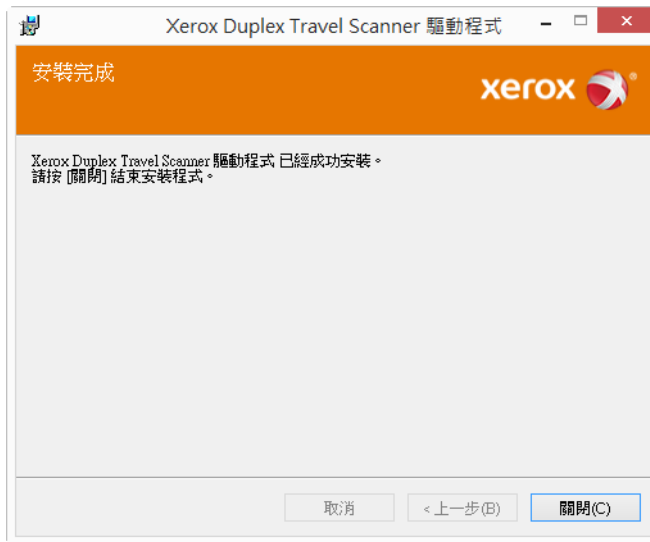 Xerox Duplex Travel Scanner 驅動程式
安裝完成
xerox
Xerox Duplex Travel Scanner 驅動程式 已經成功安裝。
請按 [關閉] 結束安裝程式。
取消
<上一步(B)
關閉(C)